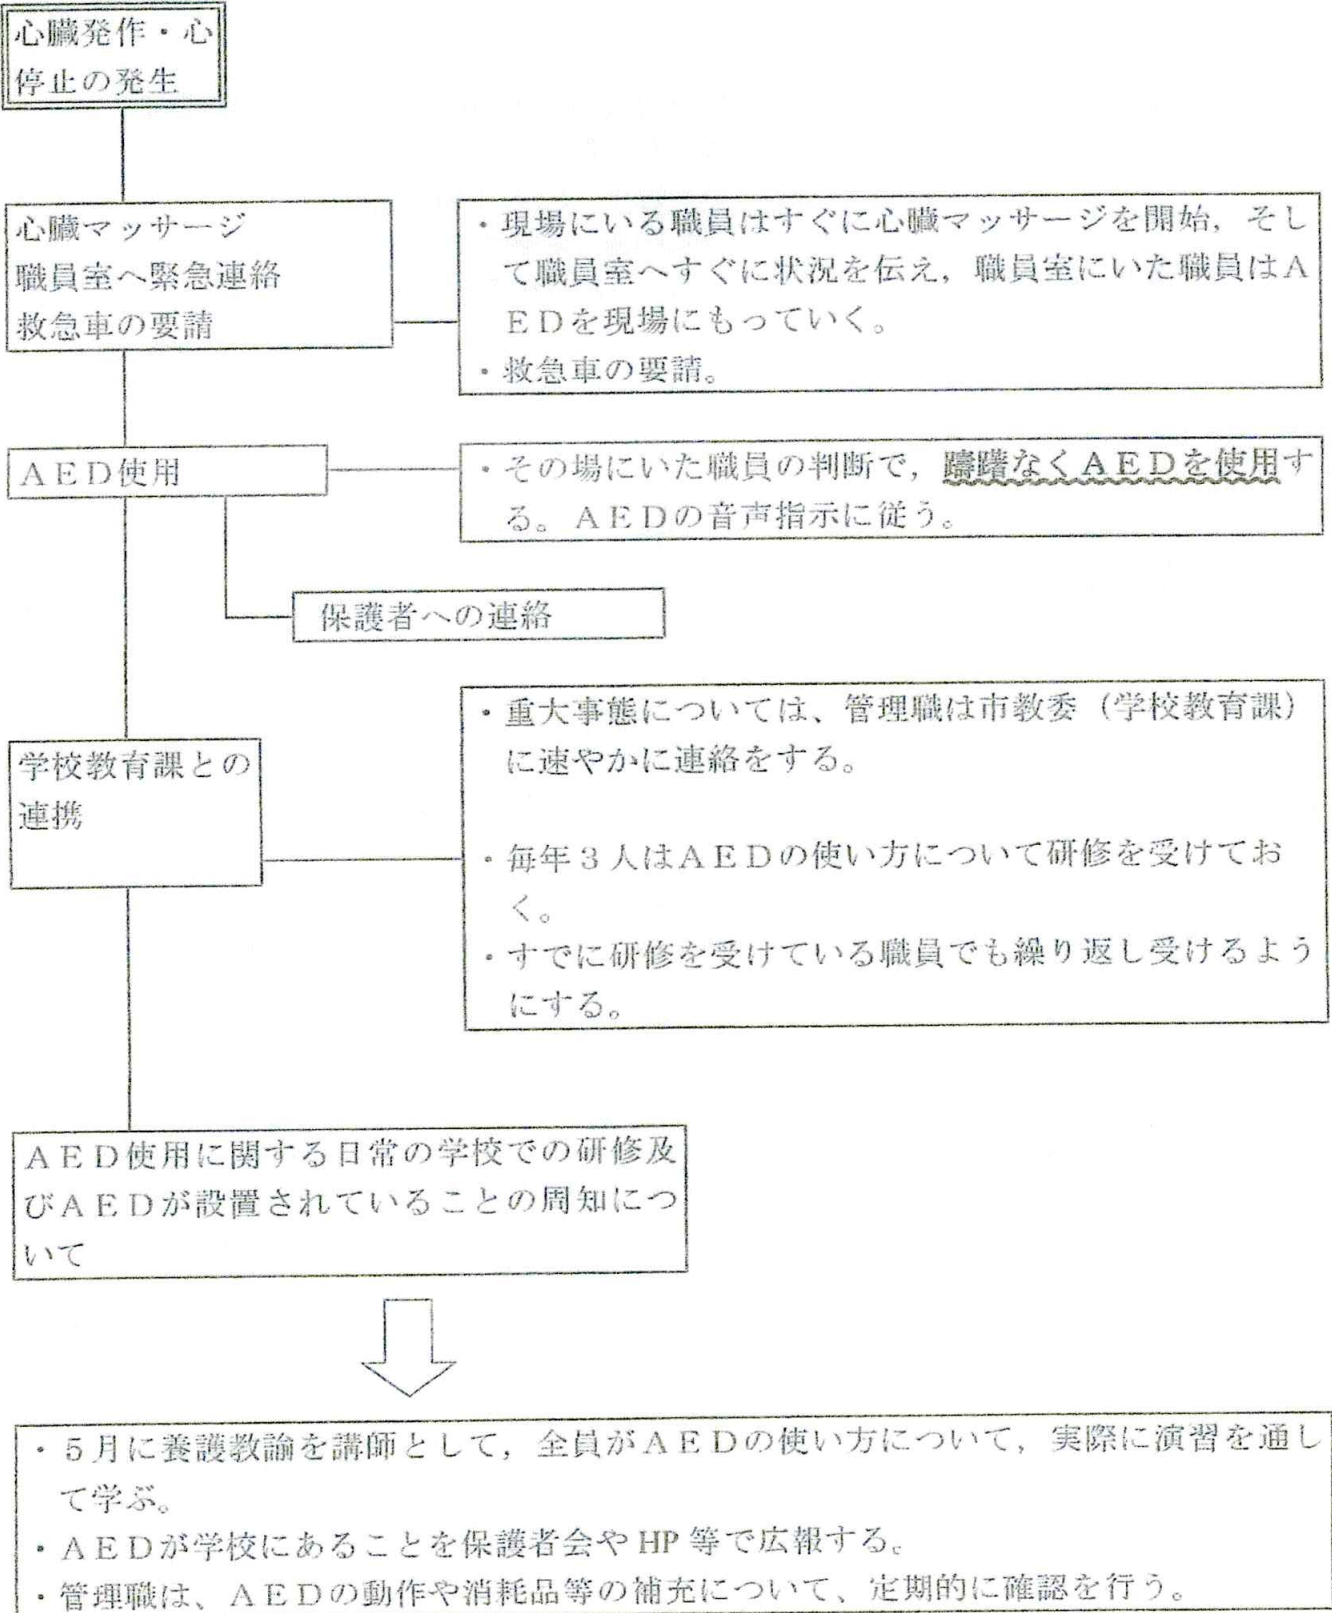 心臓発作・心
停止の発生
心臓マッサージ
職員室へ緊急連絡
救急車の要請
・現場にいる職員はすぐに心臓マッサージを開始，そし
て職員室へすぐに状況を伝え，職員室にいた職員はＡ
ＥＤを現場にもっていく。
・救急車の要請。
ＡＥＤ使用
・その場にいた職員の判断で，躊躇なくＡＥＤを使用す
る。ＡＥＤの音声指示に従う。
保護者への連絡
学校教育課との
連携
・重大事態については、管理職は市教委（学校教育課）
に速やかに連絡をする。
・毎年３人はＡＥＤの使い方について研修を受けてお
く。
・すでに研修を受けている職員でも繰り返し受けるよう
にする。
ＡＥＤ使用に関する日常の学校での研修及
びＡＥＤが設置されていることの周知につ
いて
・５月に養護教諭を講師として，全員がＡＥＤの使い方について，実際に演習を通し
て学ぶ。
・ＡＥＤが学校にあることを保護者会や HP 等で広報する。
・管理職は、ＡＥＤの動作や消耗品等の補充について、定期的に確認を行う。